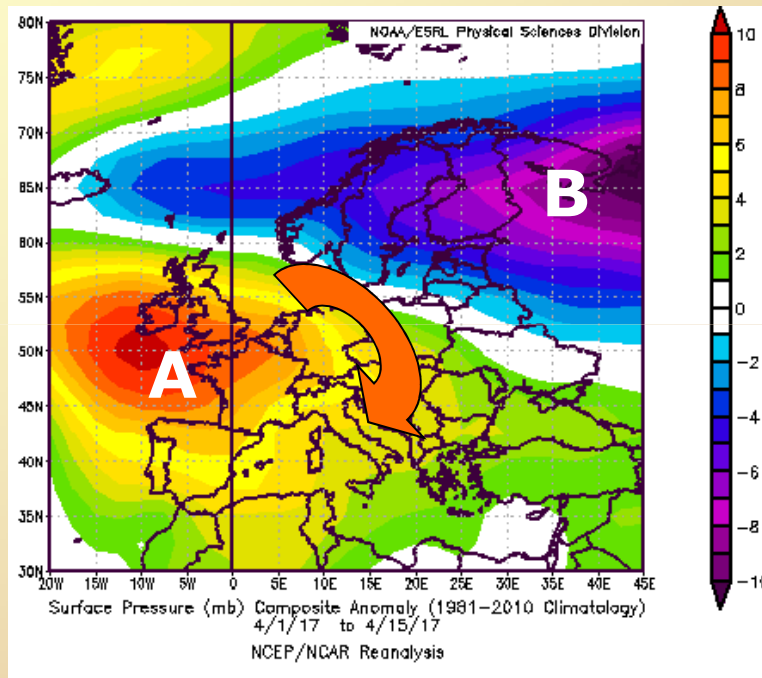 NOAA/ESRL Physical Sciences Division
80N
75N
70N
65N
60N
55N
50N
45N
40N
35N
30N
20W 15W 10W 5W 0 5E 10E 15E 20E 25E 30E 35E 40E 45E
A
B
10
8
6
4
2
0
-2
-4
-6
-8
-10
Surface Pressure (mb) Composite Anomaly (1981-2010 Climatology)
4/1/17 to 4/15/17
NCEP/NCAR Reanalysis